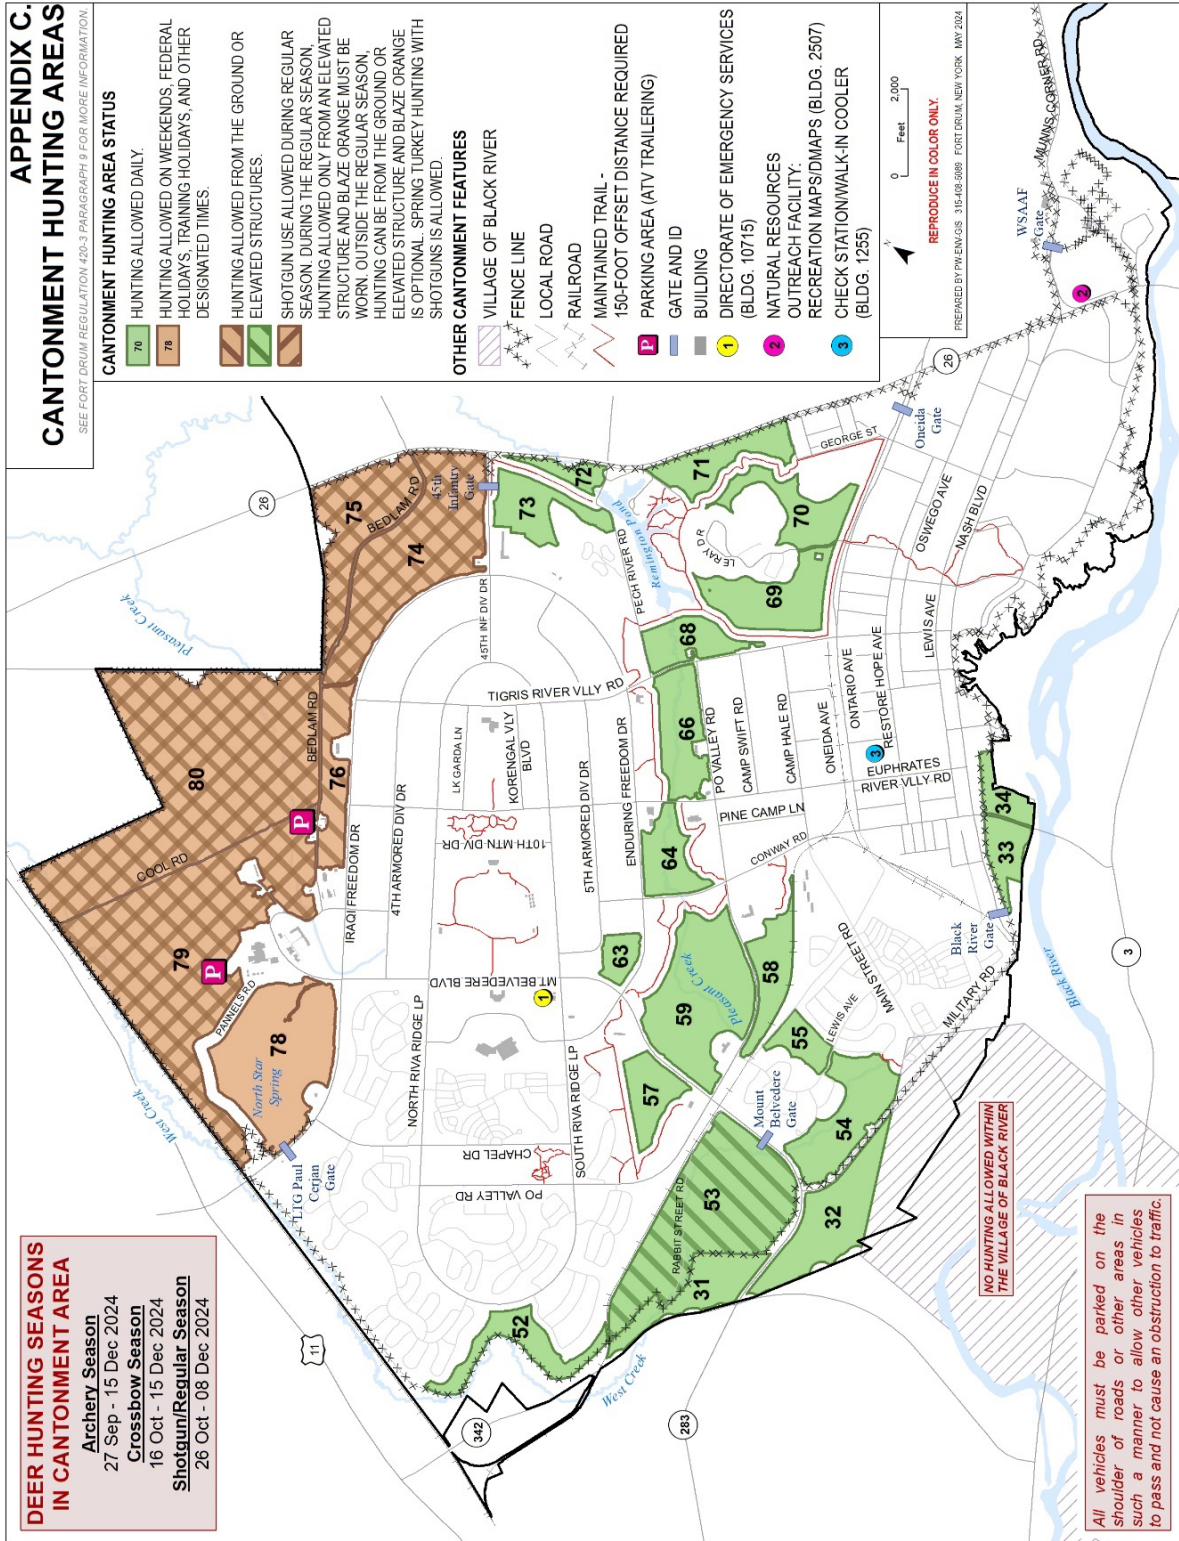 APPENDIX C.
CANTONMENT HUNTING AREAS
SEE FORT DRUM REGULATION 420-3 PARAGRAPH 9 FOR MORE INFORMATION.
CANTONMENT HUNTING AREA STATUS
70
HUNTING ALLOWED DAILY.
78
HUNTING ALLOWED ON WEEKENDS, FEDERAL
HOLIDAYS, TRAINING HOLIDAYS, AND OTHER
DESIGNATED TIMES.
HUNTING ALLOWED FROM THE GROUND OR
ELEVATED STRUCTURES.
SHOTGUN USE ALLOWED DURING REGULAR
SEASON. DURING THE REGULAR SEASON,
HUNTING ALLOWED ONLY FROM AN ELEVATED
STRUCTURE AND BLAZE ORANGE MUST BE
WORN. OUTSIDE THE REGULAR SEASON,
HUNTING CAN BE FROM THE GROUND OR
ELEVATED STRUCTURE AND BLAZE ORANGE
IS OPTIONAL. SPRING TURKEY HUNTING WITH
SHOTGUNS IS ALLOWED.
OTHER CANTONMENT FEATURES
VILLAGE OF BLACK RIVER
FENCE LINE
LOCAL ROAD
RAILROAD
MAINTAINED TRAIL -
150-FOOT OFFSET DISTANCE REQUIRED
P
PARKING AREA (ATV TRAILERING)
GATE AND ID
BUILDING
1
DIRECTORATE OF EMERGENCY SERVICES
(BLDG. 10715)
2
NATURAL RESOURCES
OUTREACH FACILITY:
RECREATION MAPS/DMAPS (BLDG. 2507)
3
CHECK STATION/WALK-IN COOLER
(BLDG. 1255)
N
0
2,000
Feet
REPRODUCE IN COLOR ONLY.
PREPARED BY PW-ENV-GIS 315-408-5089 FORT DRUM, NEW YORK MAY 2024
DEER HUNTING SEASONS
IN CANTONMENT AREA
Archery Season
27 Sep - 15 Dec 2024
Crossbow Season
16 Oct - 15 Dec 2024
Shotgun/Regular Season
26 Oct - 08 Dec 2024
NO HUNTING ALLOWED WITHIN
THE VILLAGE OF BLACK RIVER
All vehicles must be parked on the
shoulder of roads or other areas in
such a manner to allow other vehicles
to pass and not cause an obstruction to traffic.
26
Pleasant Creek
75
BEDLAM RD
74
45th
Infantry
Gate
80
COOL RD
P
BEDLAM RD
76
79
P
PANNELS RD
78
North Star
Spring
West Creek
LTG Paul
Cerjan
Gate
11
342
West Creek
283
IRAQI FREEDOM DR
4TH ARMORED DIV DR
45TH INF DIV DR
TIGRIS RIVER VLLY RD
LK GARDA LN
KORENGAL VLY
BLVD
10TH MTN DIV DR
5TH ARMORED DIV DR
ENDURING FREEDOM DR
MT BELVEDERE BLVD
NORTH RIVA RIDGE LP
SOUTH RIVA RIDGE LP
CHAPEL DR
PO VALLEY RD
1
73
72
71
PECH RIVER RD
Remington Pond
LERAY DR
70
69
68
66
64
63
59
58
57
55
54
53
52
31
32
33
34
PO VALLEY RD
CAMP SWIFT RD
CAMP HALE RD
ONEIDA AVE
ONTARIO AVE
RESTORE HOPE AVE
3
EUPHRATES
RIVER VLLY RD
PINE CAMP LN
CONWAY RD
LEWIS AVE
OSWEGO AVE
NASH BLVD
GEORGE ST
Oneida
Gate
26
WSAAF
Gate
MUNNS CORNER RD
2
Pleasant Creek
RABBIT STREET RD
Mount
Belvedere
Gate
LEWIS AVE
MAIN STREET RD
MILITARY RD
Black
River
Gate
Black River
3